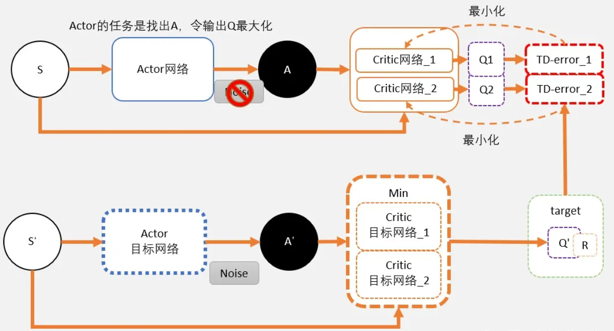 Actor的任务是找出A，令输出Q最大化
最小化
S
Actor网络
Noise
A
Critic网络_1
Critic网络_2
Q1
Q2
TD-error_1
TD-error_2
最小化
S'
Actor
目标网络
Noise
A'
Min
Critic
目标网络_1
Critic
目标网络_2
target
Q'
R